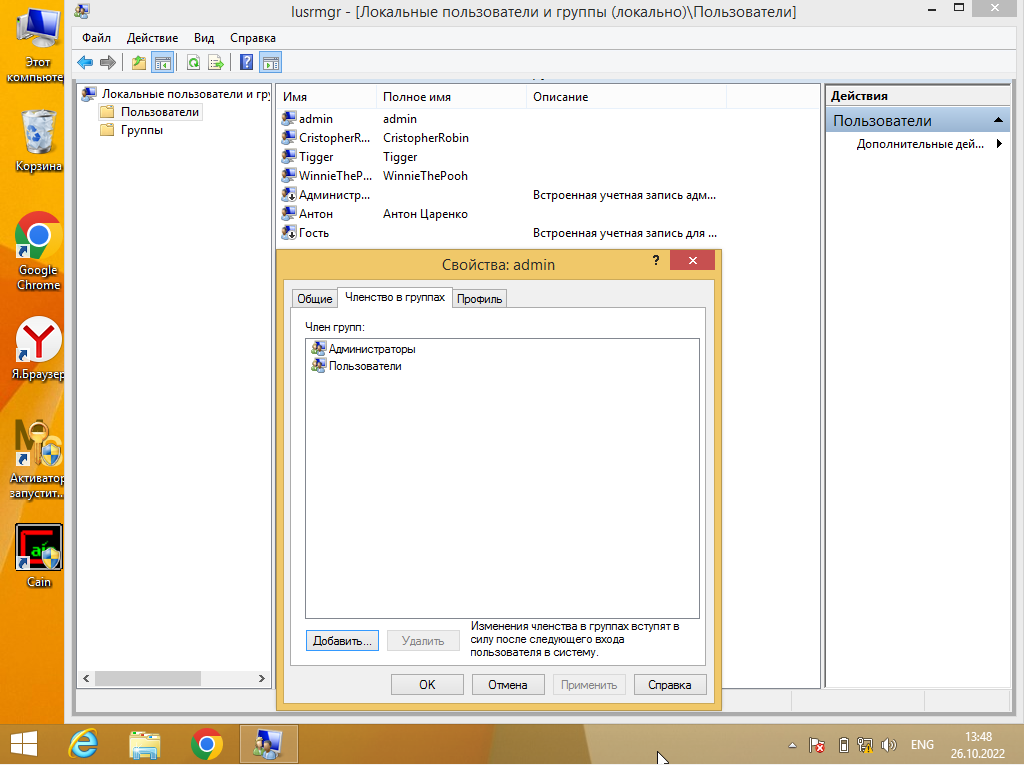 lusrmgr - [Локальные пользователи и группы (локально)\Пользователи]
Файл Действие Вид Справка
Локальные пользователи и гру
Пользователи
Группы
Имя Полное имя Описание
admin admin
CristopherR... CristopherRobin
Tigger Tigger
WinnieTheP... WinnieThePooh
Администр... Встроенная учетная запись адм...
Антон Антон Царенко
Гость Встроенная учетная запись для ...
Действия
Пользователи
Дополнительные дей...
Свойства: admin
?
Общие Членство в группах Профиль
Член групп:
Администраторы
Пользователи
Добавить... Удалить
Изменения членства в группах вступят в
силу после следующего входа
пользователя в систему.
OK Отмена Применить Справка
Этот
компьюте
Корзина
Google
Chrome
Я.Браузер
Активатор
запустит...
Cain
ENG
13:48
26.10.2022